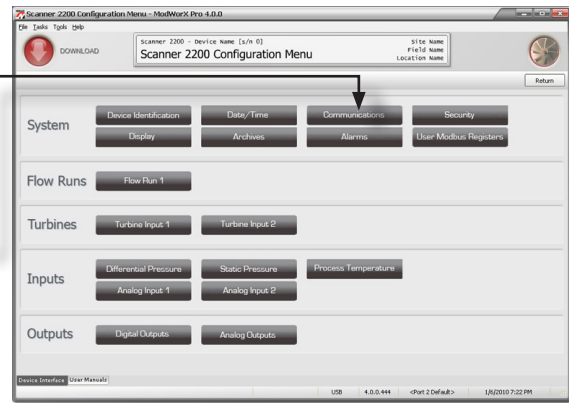 Scanner 2200 Configuration Menu - ModWorX Pro 4.0.0
File Tasks Tools Help
DOWNLOAD
Scanner 2200 - Device Name [s/n 0]
Scanner 2200 Configuration Menu
Site Name
Field Name
Location Name
Return
System
Device Identification
Date/Time
Communications
Security
Display
Archives
Alarms
User Modbus Registers
Flow Runs
Flow Run 1
Turbines
Turbine Input 1
Turbine Input 2
Inputs
Differential Pressure
Static Pressure
Process Temperature
Analog Input 1
Analog Input 2
Outputs
Digital Outputs
Analog Outputs
Device Interface User Manuals
USB 4.0.0.444 <Port 2 Default> 1/6/2010 7:22 PM